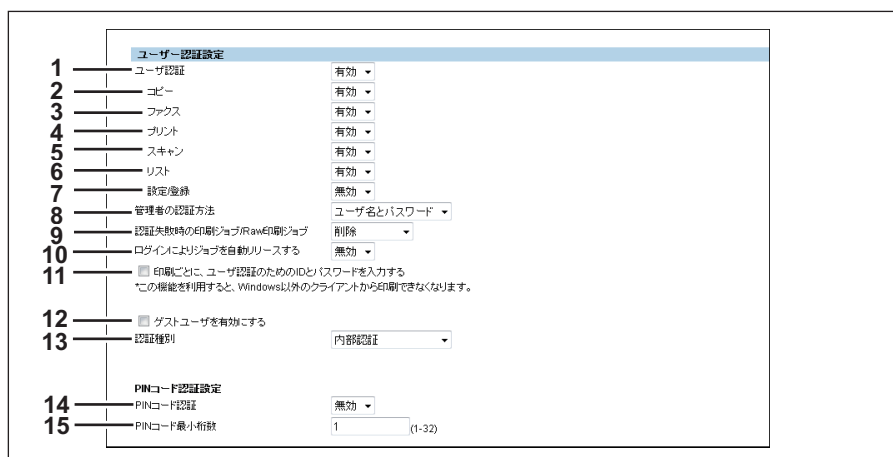 ユーザー認証設定
1 ユーザ認証 有効
2 コピー 有効
3 ファクス 有効
4 プリント 有効
5 スキャン 有効
6 リスト 有効
7 設定/登録 無効
8 管理者の認証方法 ユーザ名とパスワード
9 認証失敗時の印刷ジョブ/Raw印刷ジョブ 削除
10 ログインによりジョブを自動リリースする 無効
11 印刷ごとに、ユーザ認証のためのIDとパスワードを入力する
*この機能を利用すると、Windows以外のクライアントから印刷できなくなります。
12 ゲストユーザを有効にする
13 認証種別 内部認証
PINコード認証設定
14 PINコード認証 無効
15 PINコード最小桁数 1 (1-32)